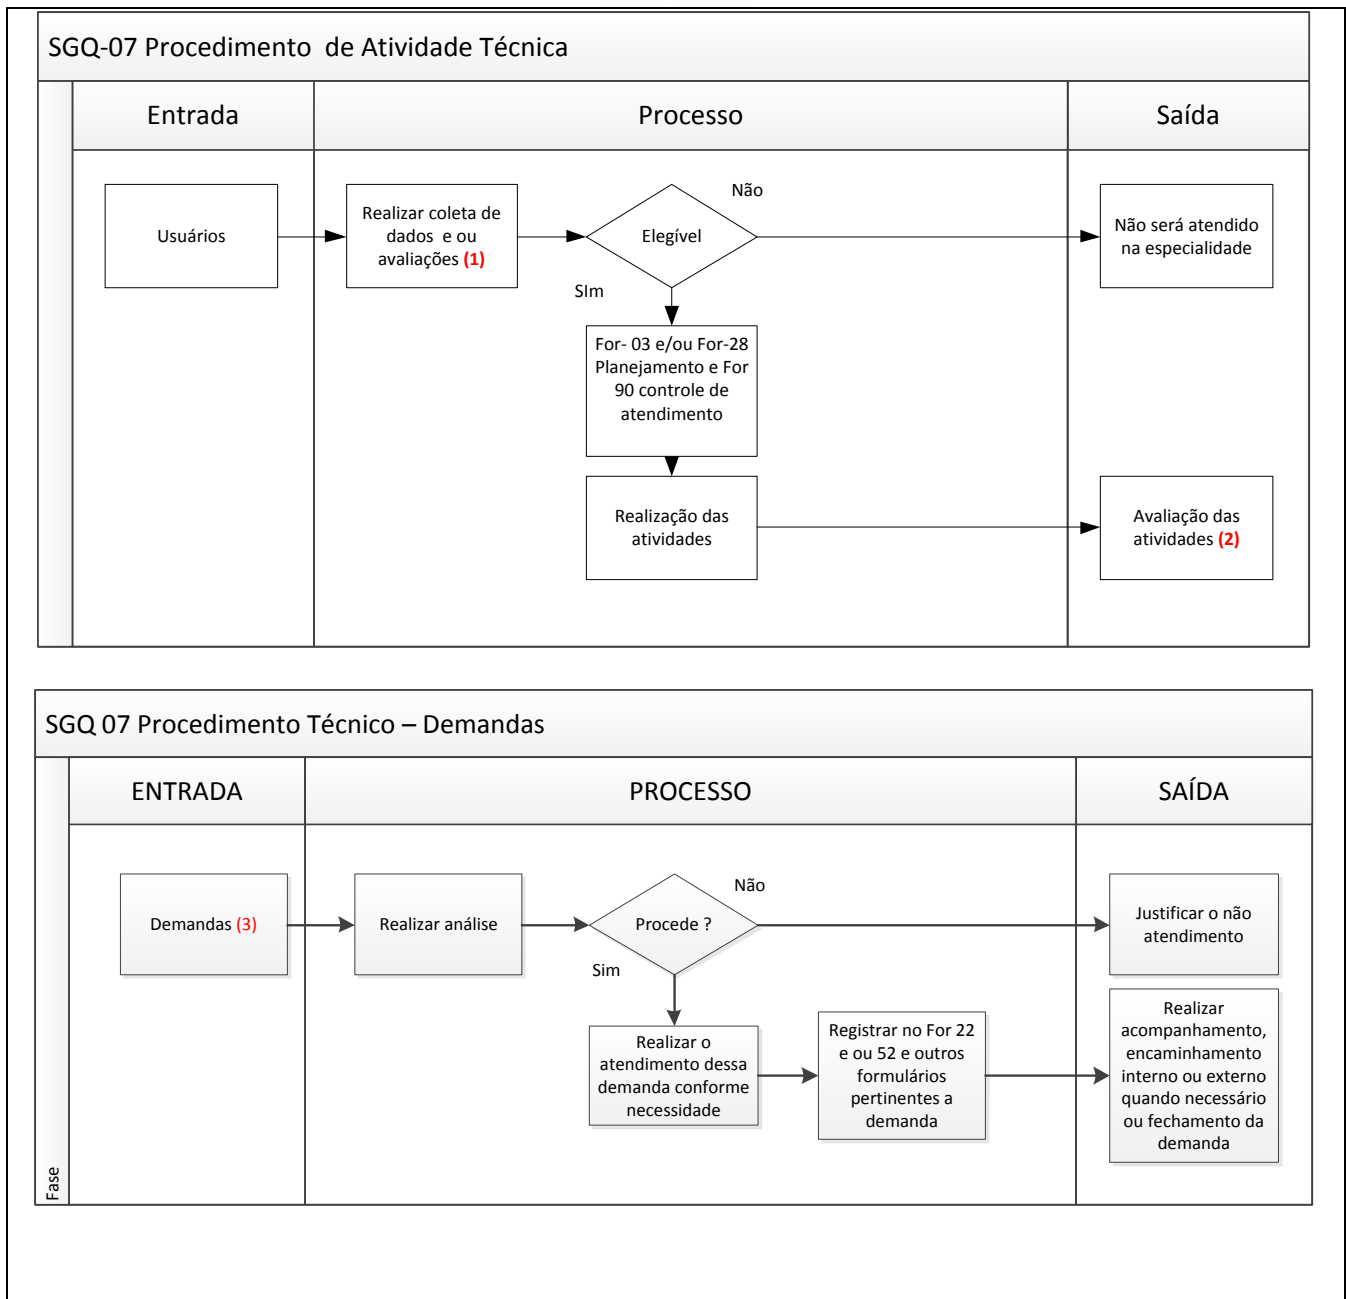 SGQ-07 Procedimento  de Atividade Técnica
Entrada
Processo
Saída
Usuários
Realizar coleta de
dados  e ou
avaliações (1)
Elegível
Não
SIm
Não será atendido
na especialidade
For- 03 e/ou For-28
Planejamento e For
90 controle de
atendimento
Realização das
atividades
Avaliação das
atividades (2)
SGQ 07 Procedimento Técnico – Demandas
ENTRADA
PROCESSO
SAÍDA
Demandas (3)
Realizar análise
Procede ?
Não
Sim
Justificar o não
atendimento
Realizar o
atendimento dessa
demanda conforme
necessidade
Registrar no For 22
e ou 52 e outros
formulários
pertinentes a
demanda
Realizar
acompanhamento,
encaminhamento
interno ou externo
quando necessário
ou fechamento da
demanda
Fase